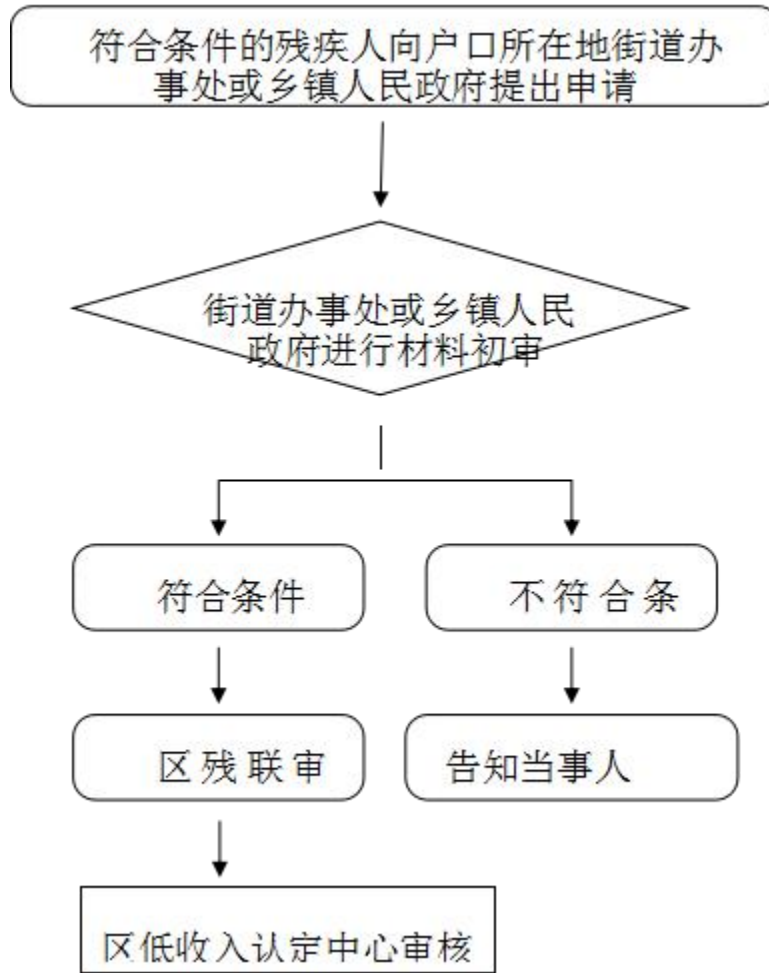 符合条件的残疾人向户口所在地街道办
事处或乡镇人民政府提出申请
街道办事处或乡镇人民
政府进行材料初审
符合条件
不符合条
区残联审
告知当事人
区低收入认定中心审核